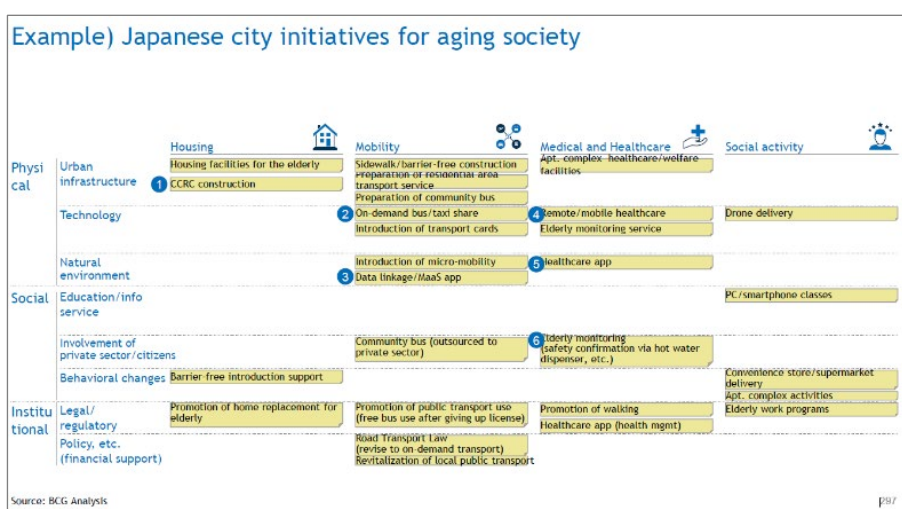 Example) Japanese city initiatives for aging society
Housing
Mobility
Medical and Healthcare
Social activity
Physi
cal
Urban
infrastructure
Housing facilities for the elderly
1 CCRC construction
Sidewalk/barrier-free construction
Preparation of residential area
transport service
Preparation of community bus
Apt. complex healthcare/welfare
facilities
Technology
2 On-demand bus/taxi share
Introduction of transport cards
4 Remote/mobile healthcare
Elderly monitoring service
Drone delivery
Natural
environment
Introduction of micro-mobility
3 Data linkage/MaaS app
5 Healthcare app
Social
Education/info
service
PC/smartphone classes
Involvement of
private sector/citizens
Community bus (outsourced to
private sector)
6 Elderly monitoring
(safety confirmation via hot water
dispenser, etc.)
Behavioral changes
Barrier-free introduction support
Convenience store/supermarket
delivery
Apt. complex activities
Institu
tional
Legal/
regulatory
Promotion of home replacement for
elderly
Promotion of public transport use
(free bus use after giving up license)
Promotion of walking
Healthcare app (health mgmt)
Elderly work programs
Policy, etc.
(financial support)
Road Transport Law
(revise to on-demand transport)
Revitalization of local public transport
Source: BCG Analysis
297